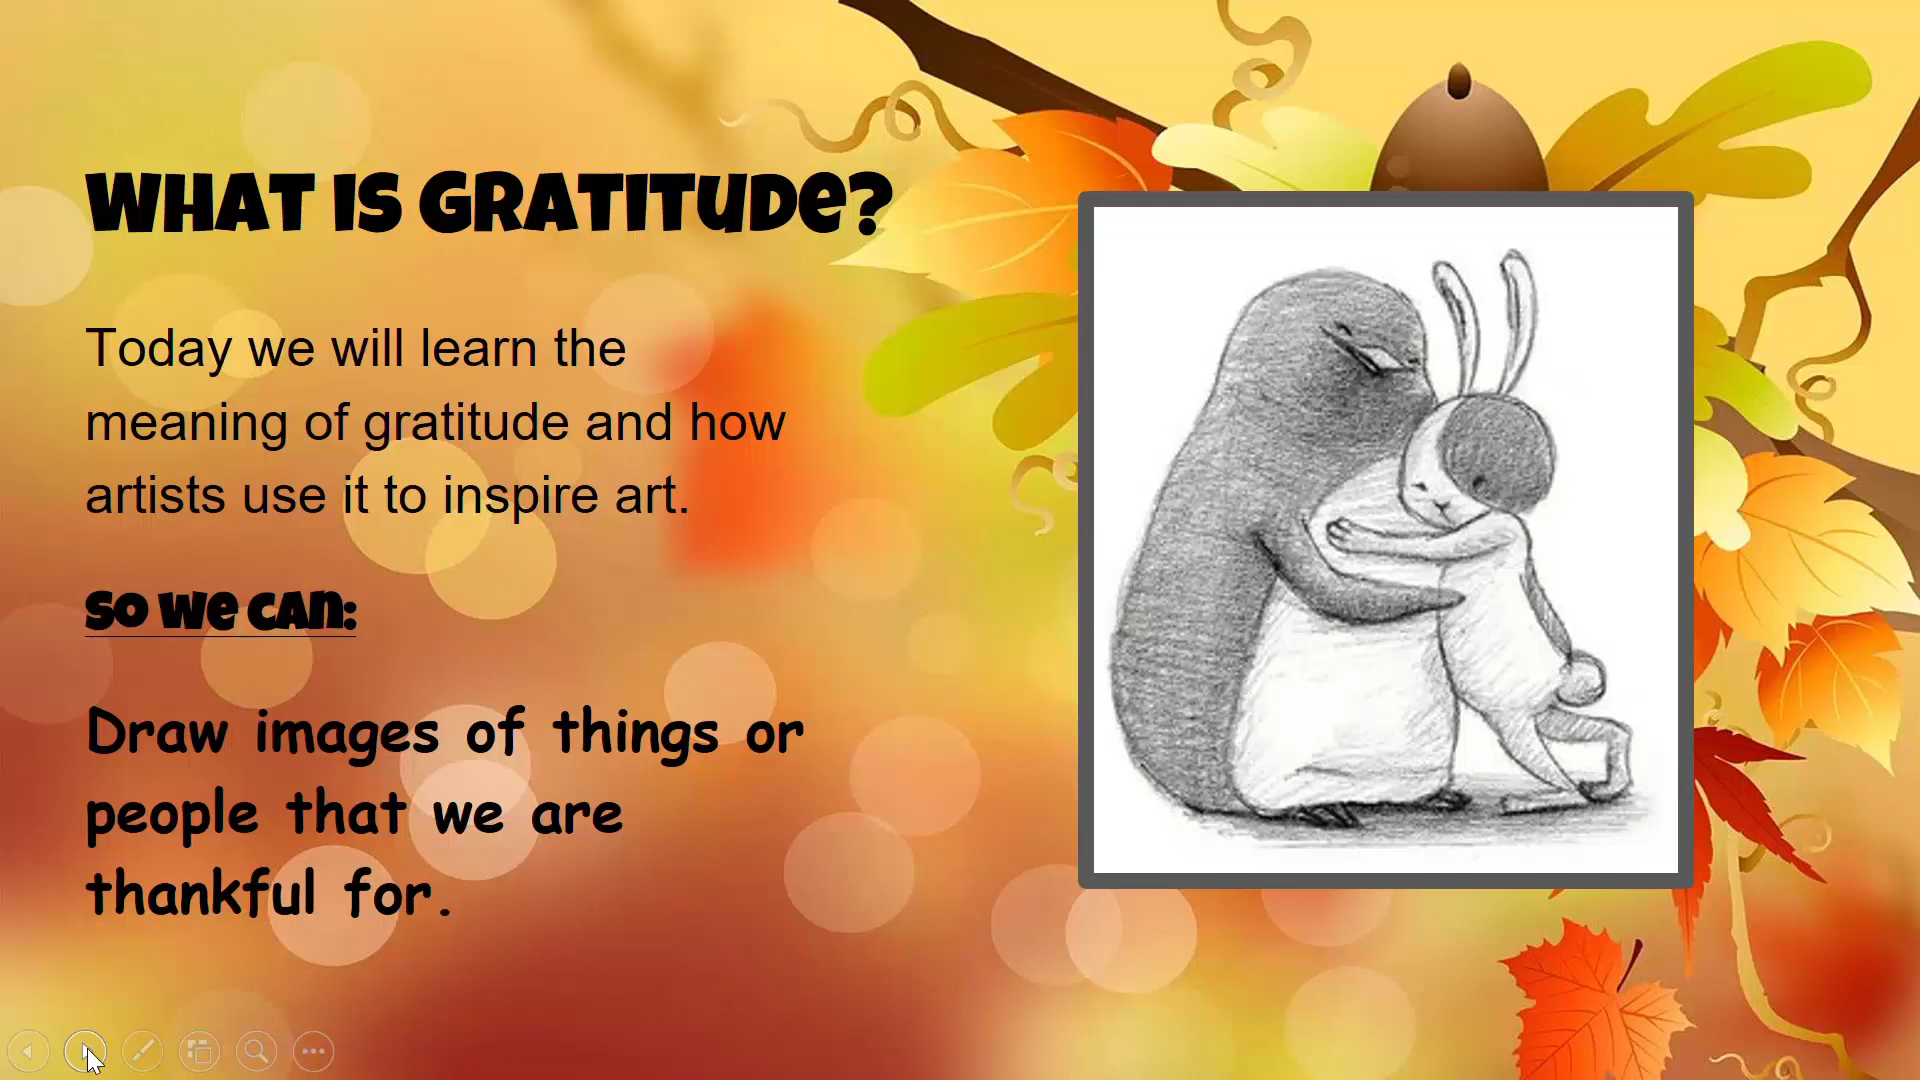 WHAT IS GRATITUDe?
Today we will learn the
meaning of gratitude and how
artists use it to inspire art.
So we can:
Draw images of things or
people that we are
thankful for.